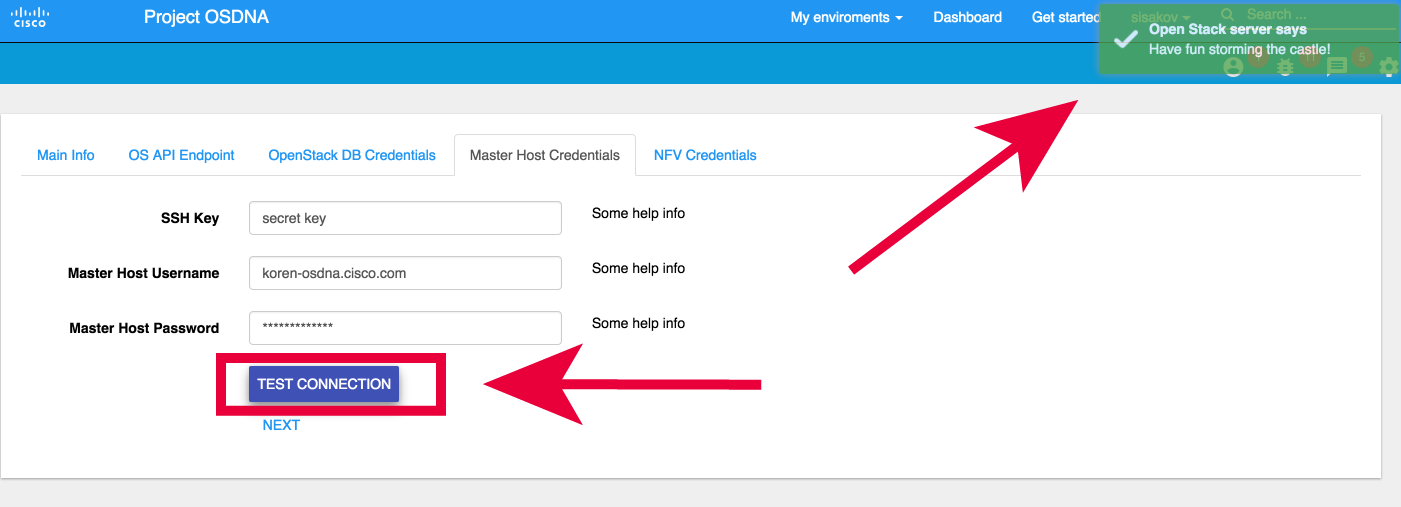 CISCO
Project OSDNA
My enviroments
Dashboard
Get started
sisakov
Search ...
Open Stack server says
Have fun storming the castle!
11
5
Main Info
OS API Endpoint
OpenStack DB Credentials
Master Host Credentials
NFV Credentials
SSH Key
secret key
Some help info
Master Host Username
koren-osdna.cisco.com
Some help info
Master Host Password
*************
Some help info
TEST CONNECTION
NEXT